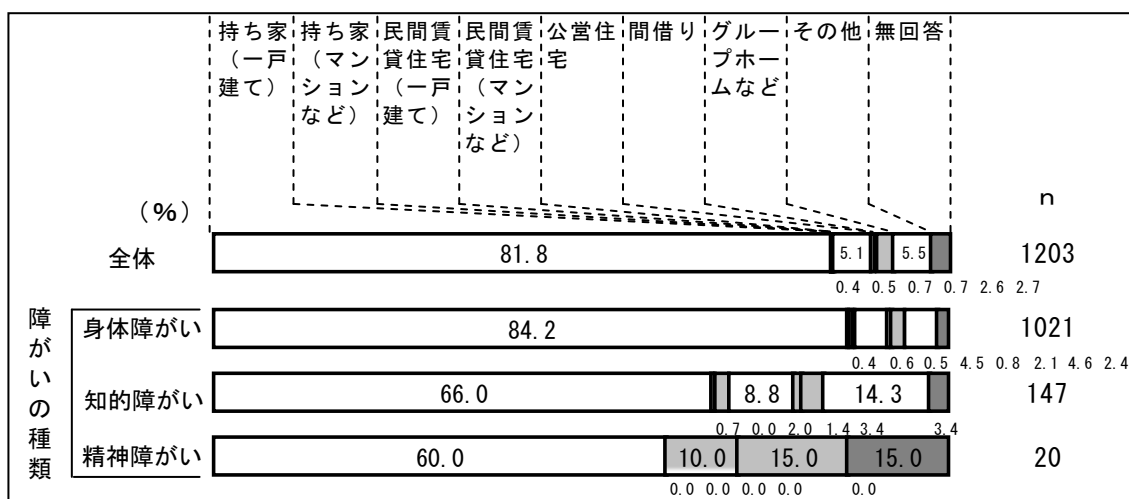 持ち家（一戸建て）
持ち家（マンションなど）
民間賃貸住宅（一戸建て）
民間賃貸住宅（マンションなど）
公営住宅
間借り
グループホームなど
その他
無回答
（%）
n
全体
81.8
5.1
5.5
1203
0.4 0.5 0.7 0.7 2.6 2.7
障がいの種類
身体障がい
84.2
1021
0.4 0.6 0.5 4.5 0.8 2.1 4.6 2.4
知的障がい
66.0
8.8
14.3
147
0.7 0.0 2.0 1.4 3.4 3.4
精神障がい
60.0
10.0
15.0
15.0
20
0.0 0.0 0.0 0.0 0.0